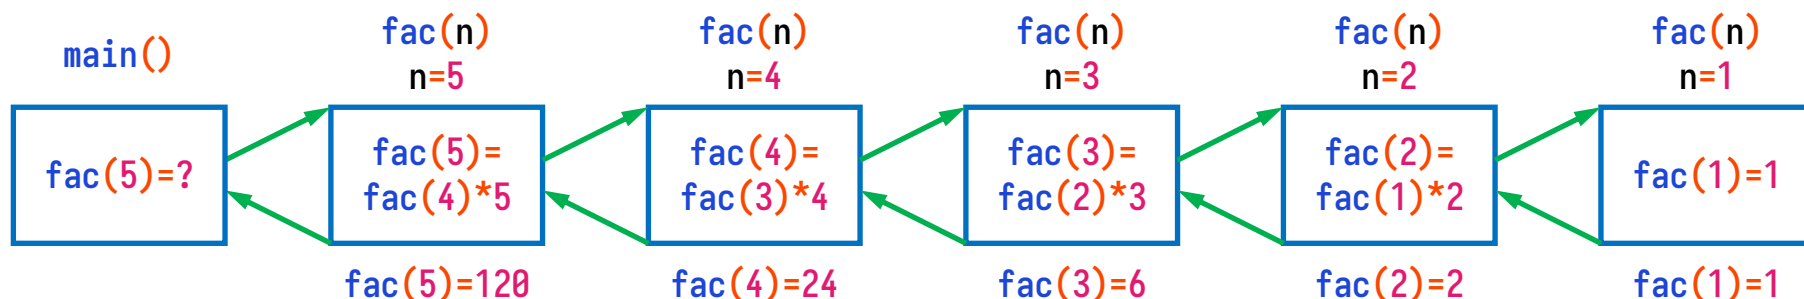 main()
fac(n)
n=5
fac(n)
n=4
fac(n)
n=3
fac(n)
n=2
fac(n)
n=1
fac(5)=?
fac(5)=
fac(4)*5
fac(4)=
fac(3)*4
fac(3)=
fac(2)*3
fac(2)=
fac(1)*2
fac(1)=1
fac(5)=120
fac(4)=24
fac(3)=6
fac(2)=2
fac(1)=1